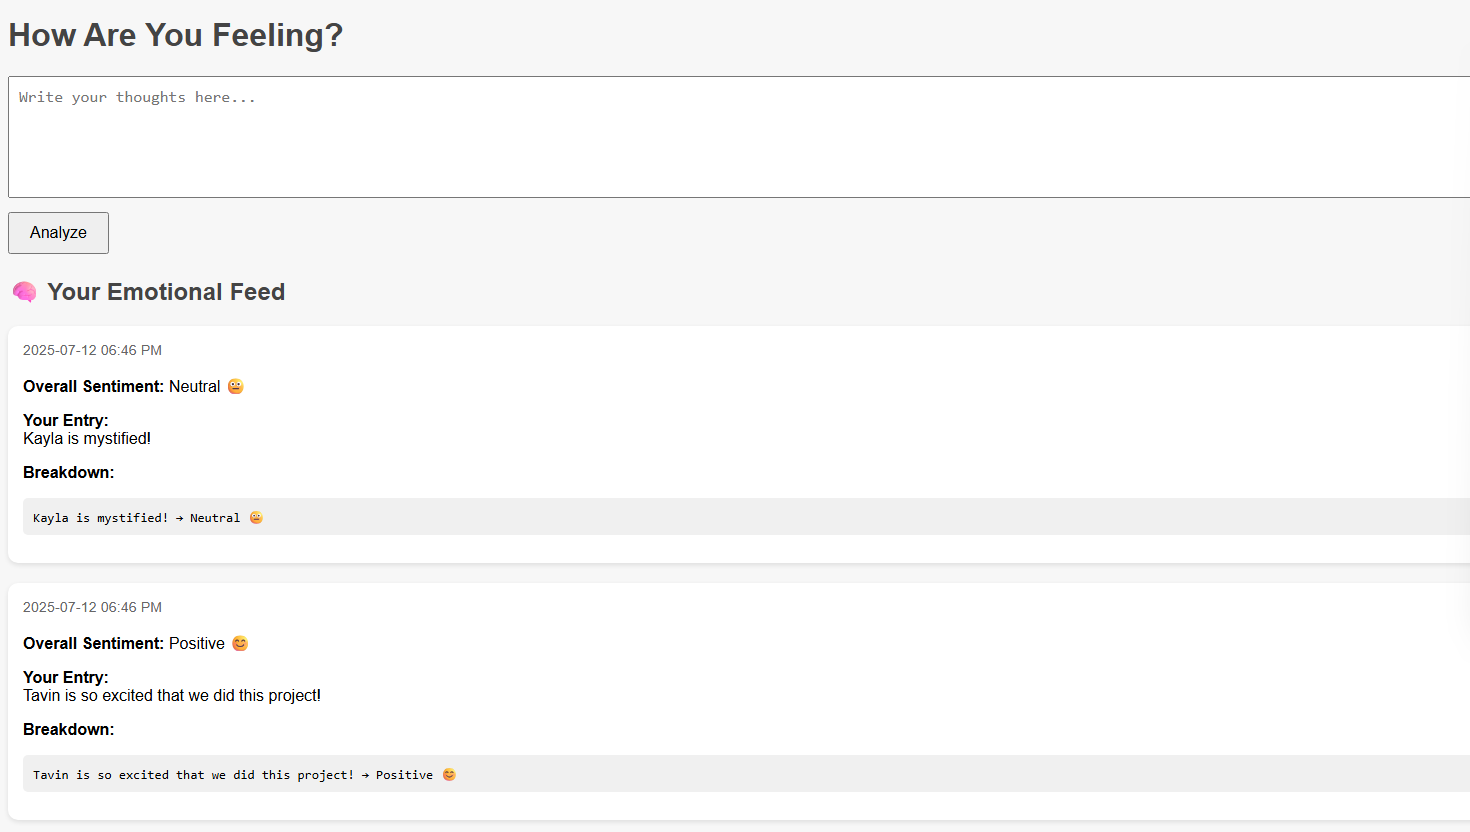 How Are You Feeling?
Write your thoughts here...
Analyze
🧠 Your Emotional Feed
2025-07-12 06:46 PM
Overall Sentiment: Neutral 😐
Your Entry:
Kayla is mystified!
Breakdown:
Kayla is mystified! → Neutral 😐
2025-07-12 06:46 PM
Overall Sentiment: Positive 😊
Your Entry:
Tavin is so excited that we did this project!
Breakdown:
Tavin is so excited that we did this project! → Positive 😊